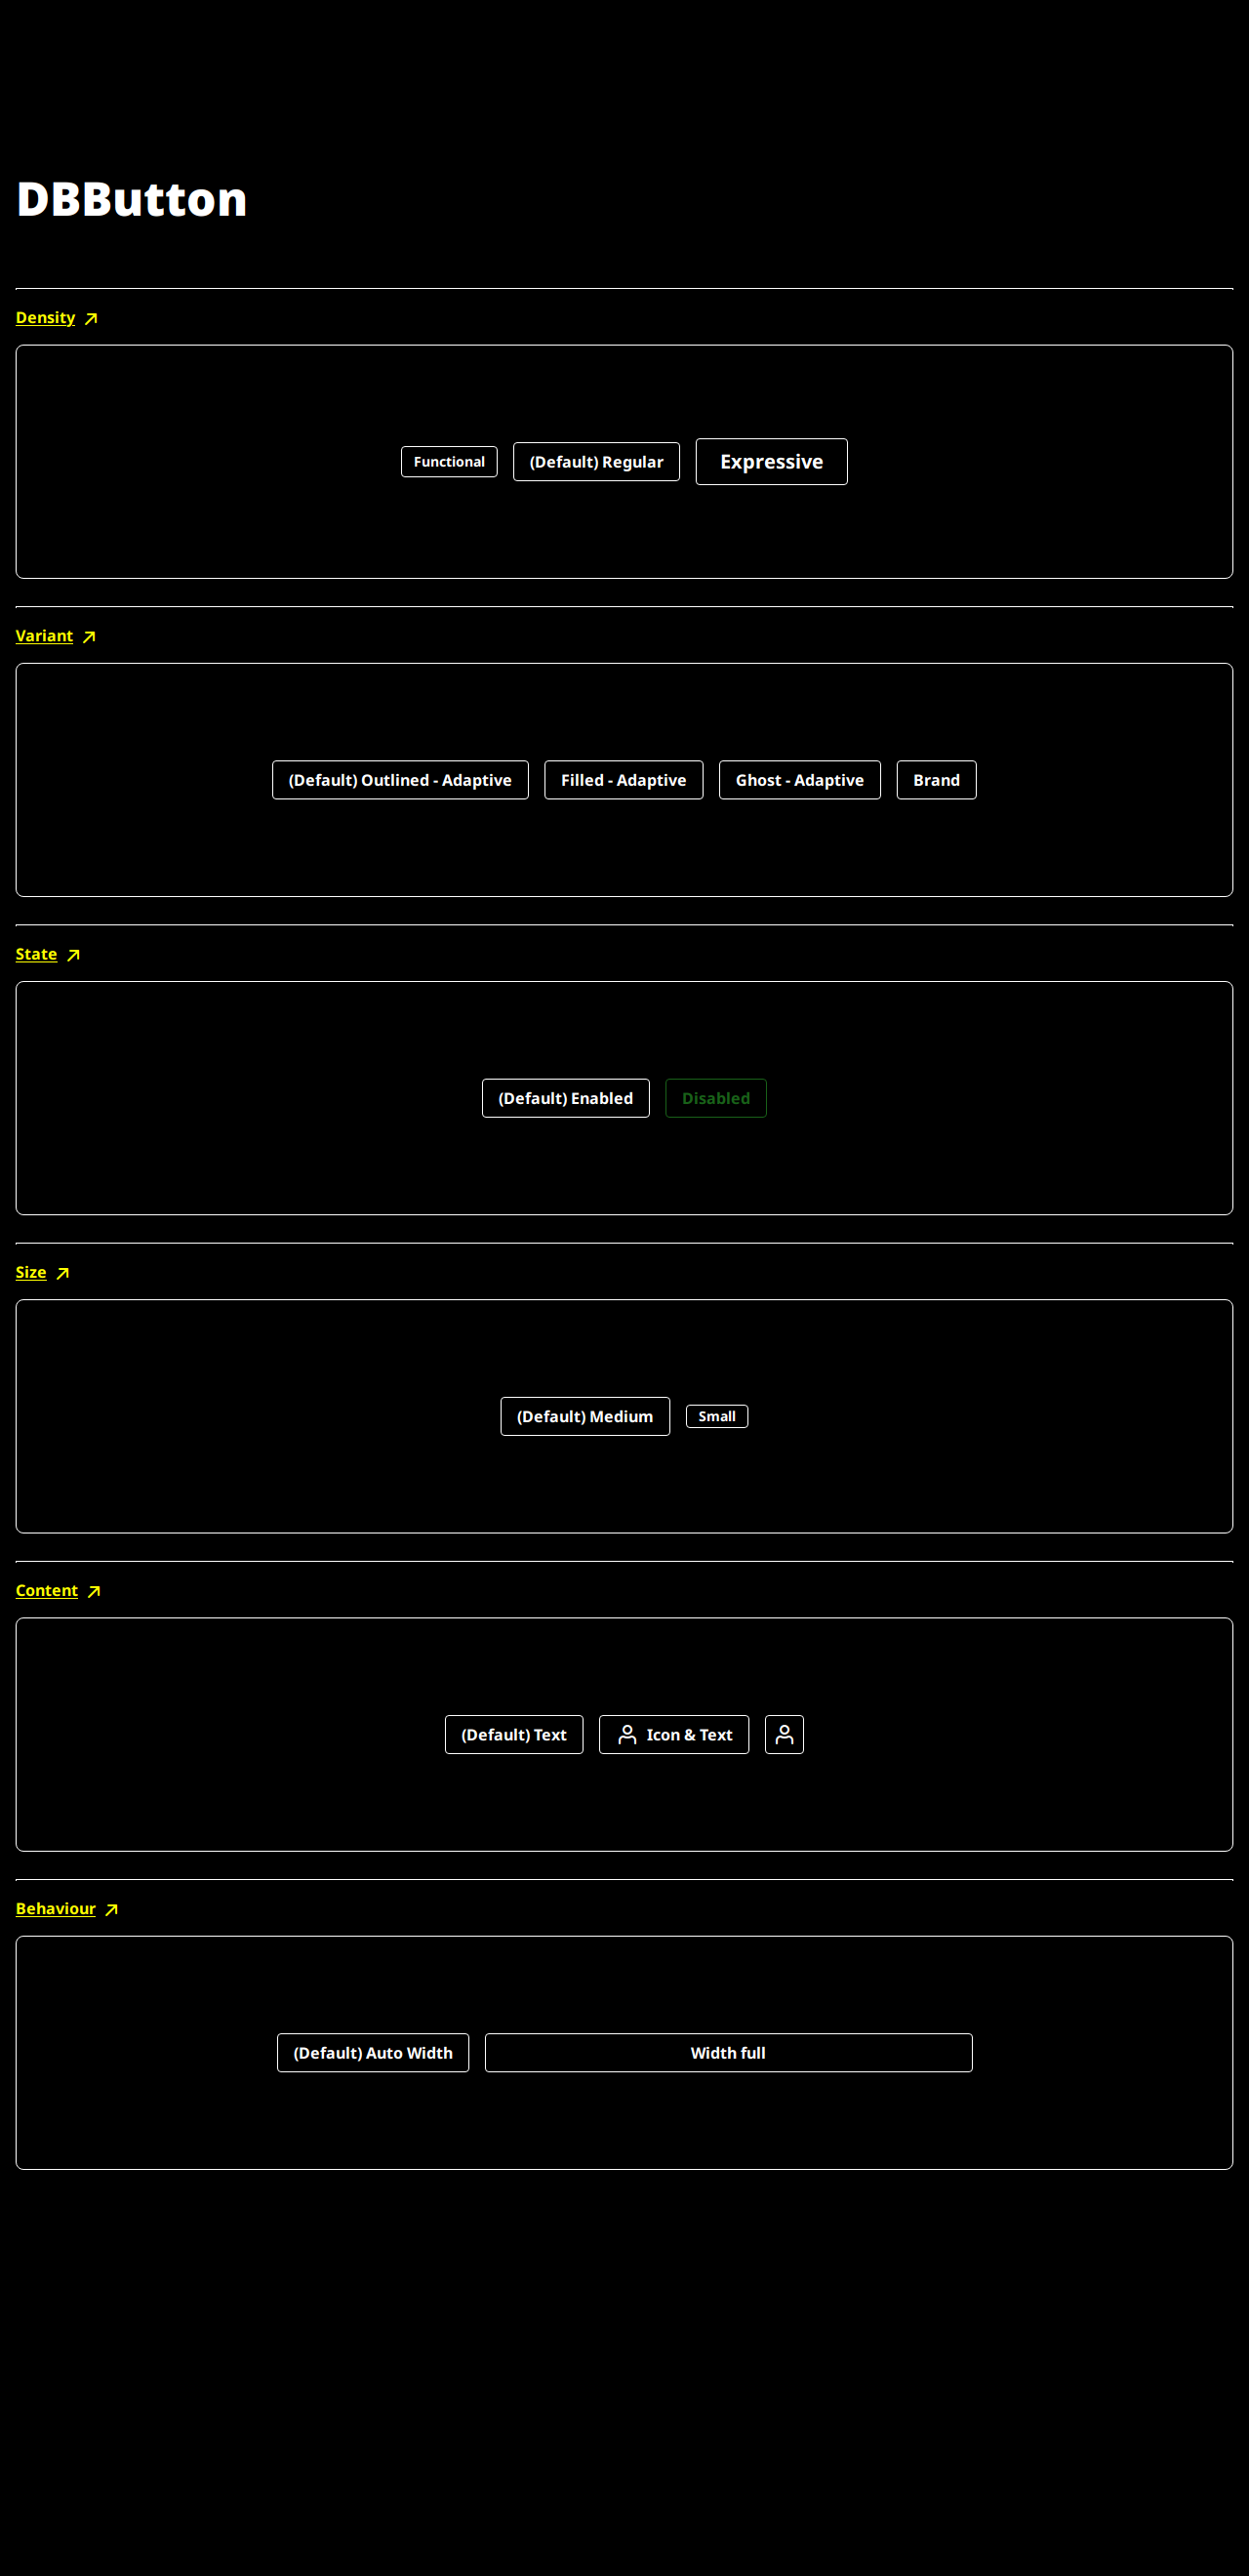 DBButton
Density
Functional (Default) Regular Expressive
Variant
(Default) Outlined - Adaptive Filled - Adaptive Ghost - Adaptive Brand
State
(Default) Enabled Disabled
Size
(Default) Medium Small
Content
(Default) Text Icon & Text
Behaviour
(Default) Auto Width Width full